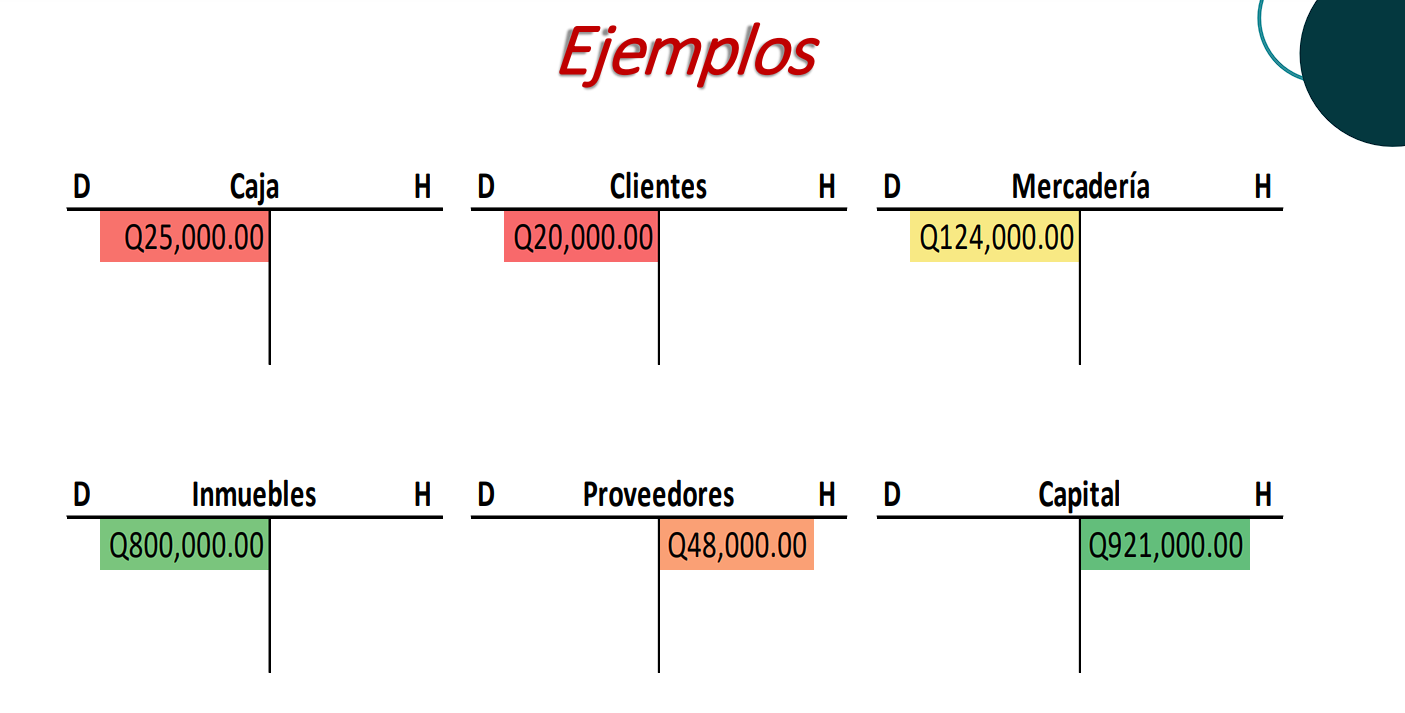 Ejemplos
D Caja H
Q25,000.00
D Clientes H
Q20,000.00
D Mercadería H
Q124,000.00
D Inmuebles H
Q800,000.00
D Proveedores H
Q48,000.00
D Capital H
Q921,000.00